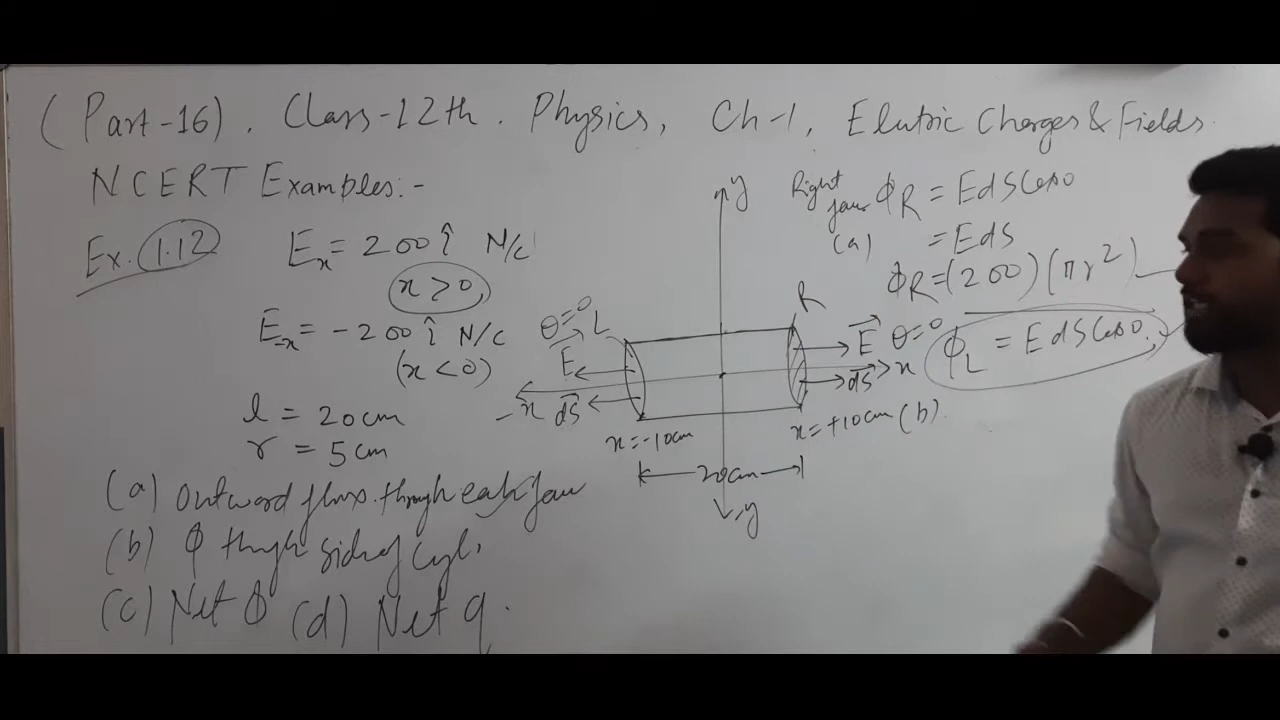 (Part-16). Class-12th. Physics, Ch-1, Electric Charges & Fields.
NCERT Examples:-
Ex. 1.12
Ex = 200 î N/C
x > 0,
E-x = -200 î N/C
(x < 0)
l = 20cm
r = 5cm
(a) outward flux through each face
(b) ϕ through side of cyl.
(c) Net ϕ (d) Net q.
y
R
θ=0 L
E
-x dS
x=-10cm
20cm
-y
E θ=0
dS x
x=+10cm (b).
Right face ϕR = EdS Cos0
(a) = EdS
ϕR = (200)(πr²)
ϕL = EdS Cos0